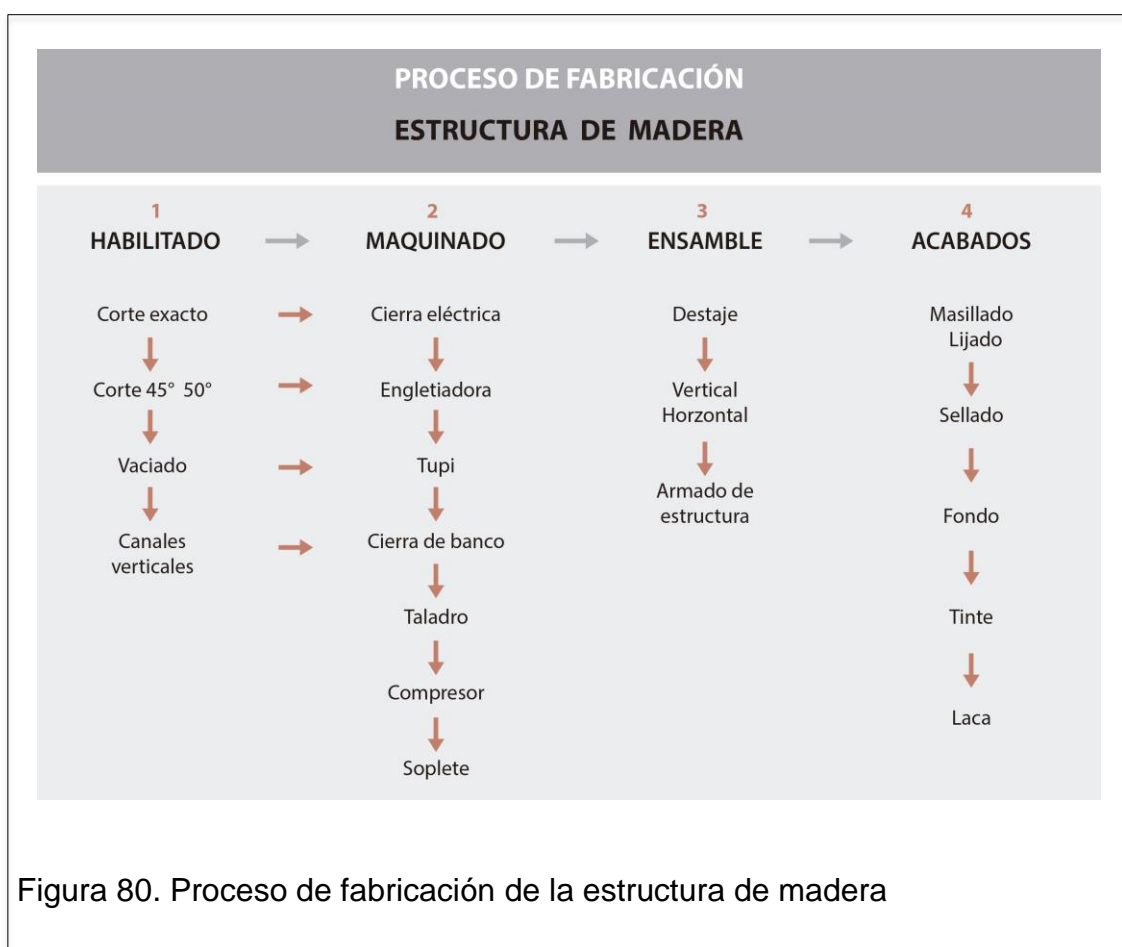 PROCESO DE FABRICACIÓN
ESTRUCTURA DE MADERA
1
HABILITADO
Corte exacto
Corte 45° 50°
Vaciado
Canales
verticales
2
MAQUINADO
Cierra eléctrica
Engletiadora
Tupi
Cierra de banco
Taladro
Compresor
Soplete
3
ENSAMBLE
Destaje
Vertical
Horzontal
Armado de
estructura
4
ACABADOS
Masillado
Lijado
Sellado
Fondo
Tinte
Laca
Figura 80. Proceso de fabricación de la estructura de madera